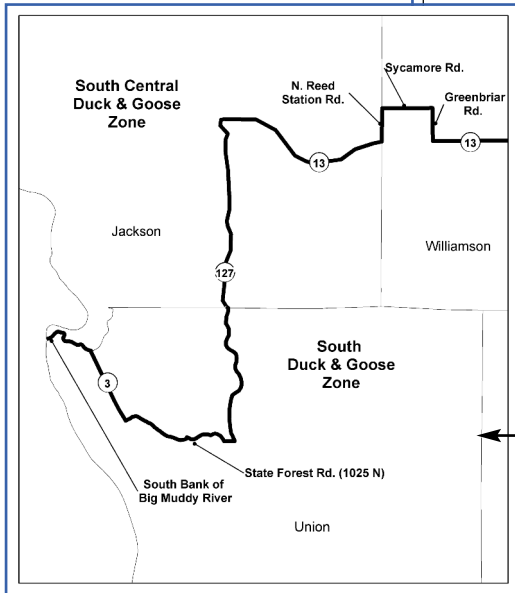 Sycamore Rd.
South Central
Duck & Goose
Zone
N. Reed
Station Rd.
Greenbriar
Rd.
13
13
Jackson
Williamson
127
South
Duck & Goose
Zone
3
State Forest Rd. (1025 N)
South Bank of
Big Muddy River
Union